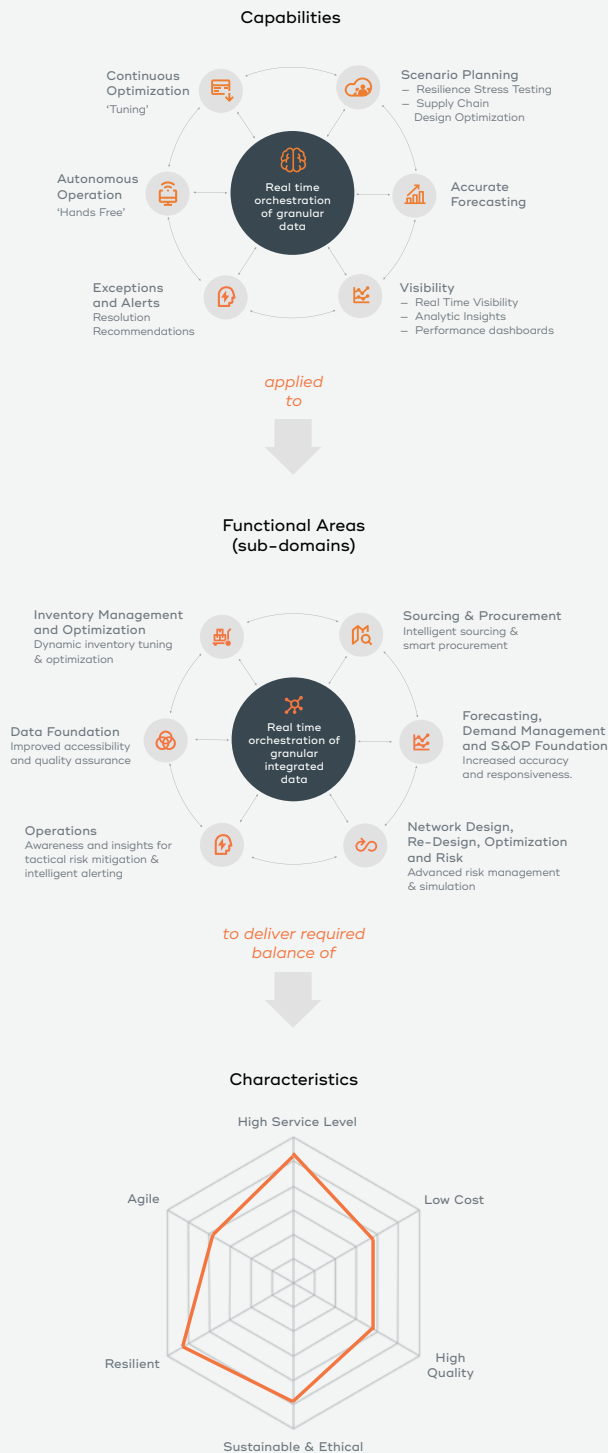 Capabilities
Continuous
Optimization
‘Tuning’
Scenario Planning
– Resilience Stress Testing
– Supply Chain
Design Optimization
Autonomous
Operation
‘Hands Free’
Real time
orchestration
of granular
data
Accurate
Forecasting
Exceptions
and Alerts
Resolution
Recommendations
Visibility
– Real Time Visibility
– Analytic Insights
– Performance dashboards
applied
to
Functional Areas
(sub-domains)
Inventory Management
and Optimization
Dynamic inventory tuning
& optimization
Sourcing & Procurement
Intelligent sourcing &
smart procurement
Data Foundation
Improved accessibility
and quality assurance
Real time
orchestration of
granular
integrated
data
Forecasting,
Demand Management
and S&OP Foundation
Increased accuracy
and responsiveness.
Operations
Awareness and insights for
tactical risk mitigation &
intelligent alerting
Network Design,
Re-Design, Optimization
and Risk
Advanced risk management
& simulation
to deliver required
balance of
Characteristics
High Service Level
Agile
Low Cost
Resilient
High
Quality
Sustainable & Ethical